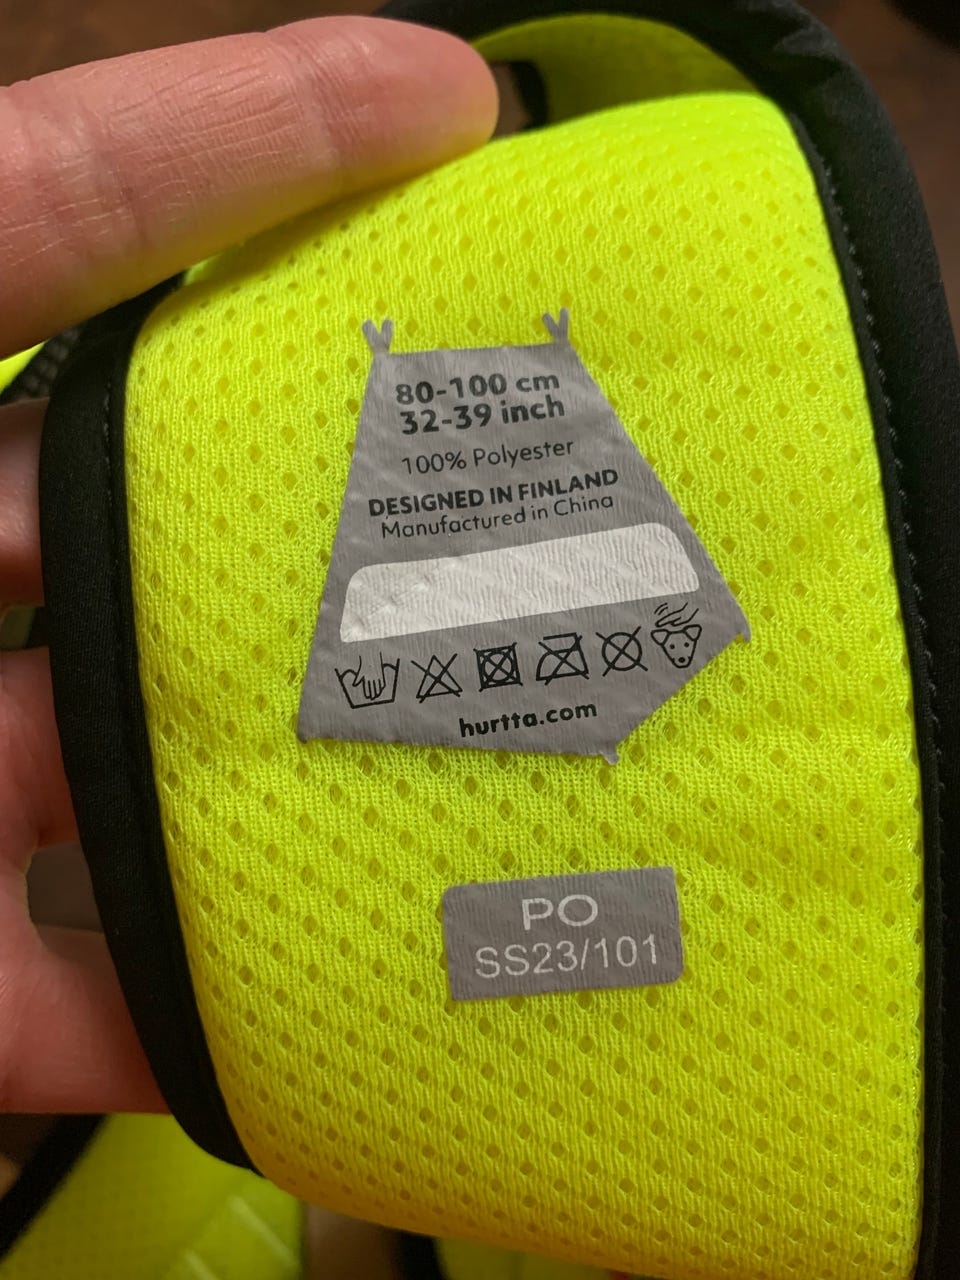 80-100 cm
32-39 inch
100% Polyester
DESIGNED IN FINLAND
Manufactured in China
hurtta.com
PO
SS23/101